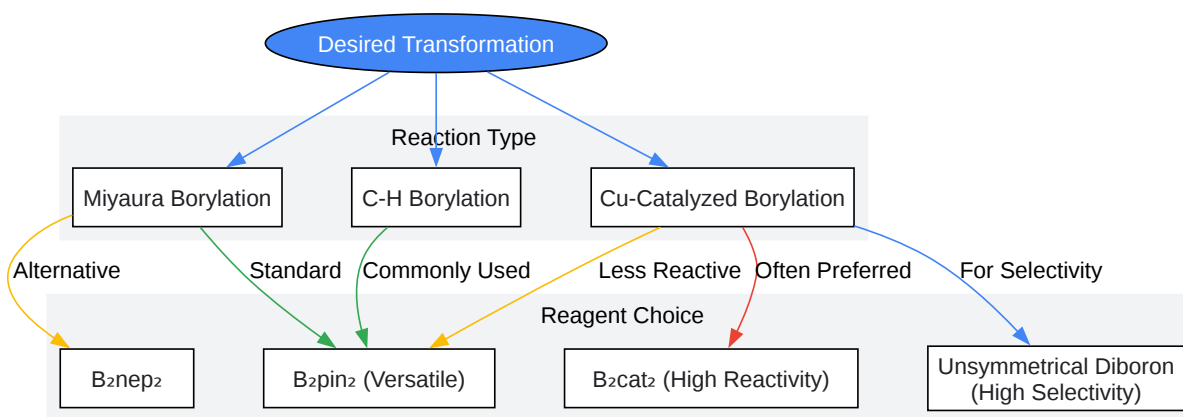 Desired Transformation
Reaction Type
Miyaura Borylation
C-H Borylation
Cu-Catalyzed Borylation
Alternative
Standard
Commonly Used
Less Reactive
Often Preferred
For Selectivity
Reagent Choice
B₂nep₂
B₂pin₂ (Versatile)
B₂cat₂ (High Reactivity)
Unsymmetrical Diboron
(High Selectivity)